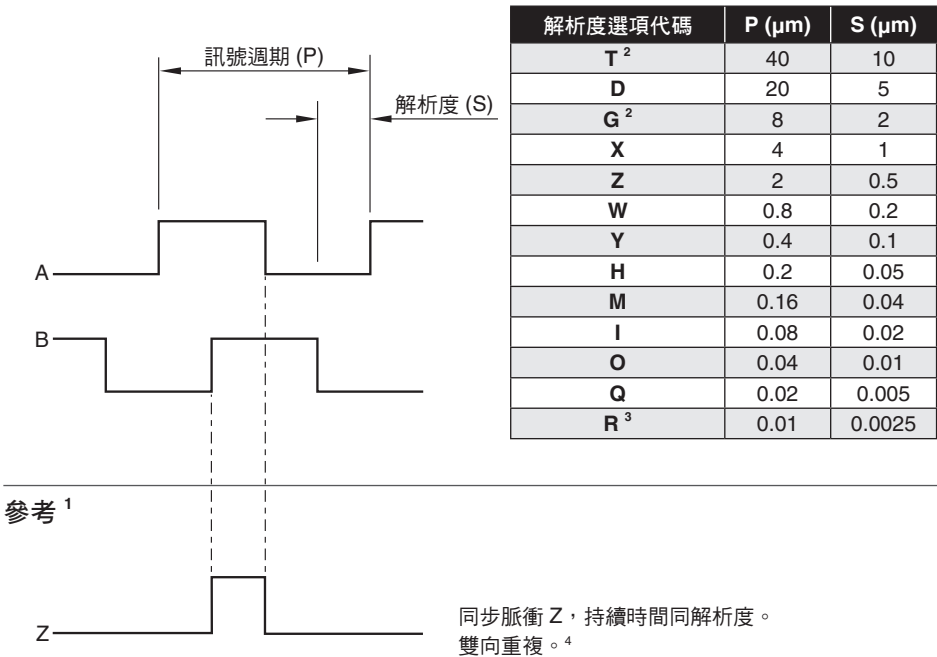 訊號週期 (P)
解析度 (S)
A
B
解析度選項代碼 P (µm) S (µm)
T ² 40 10
D 20 5
G ² 8 2
X 4 1
Z 2 0.5
W 0.8 0.2
Y 0.4 0.1
H 0.2 0.05
M 0.16 0.04
I 0.08 0.02
O 0.04 0.01
Q 0.02 0.005
R ³ 0.01 0.0025
參考 ¹
Z
同步脈衝 Z，持續時間同解析度。
雙向重複。⁴